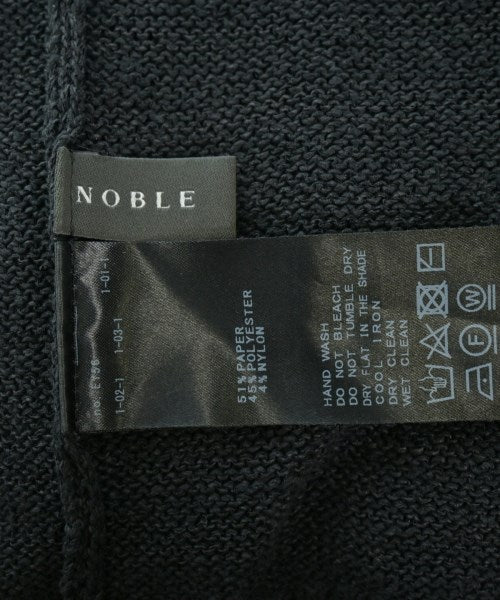 NOBLE
1-01-1
1-02-1 1-03-1
51% PAPER
45% POLYESTER
4% NYLON
HAND WASH
DO NOT BLEACH
DO NOT TUMBLE DRY
DRY FLAT IN THE SHADE
COOL IRON
DRY CLEAN
WET CLEAN